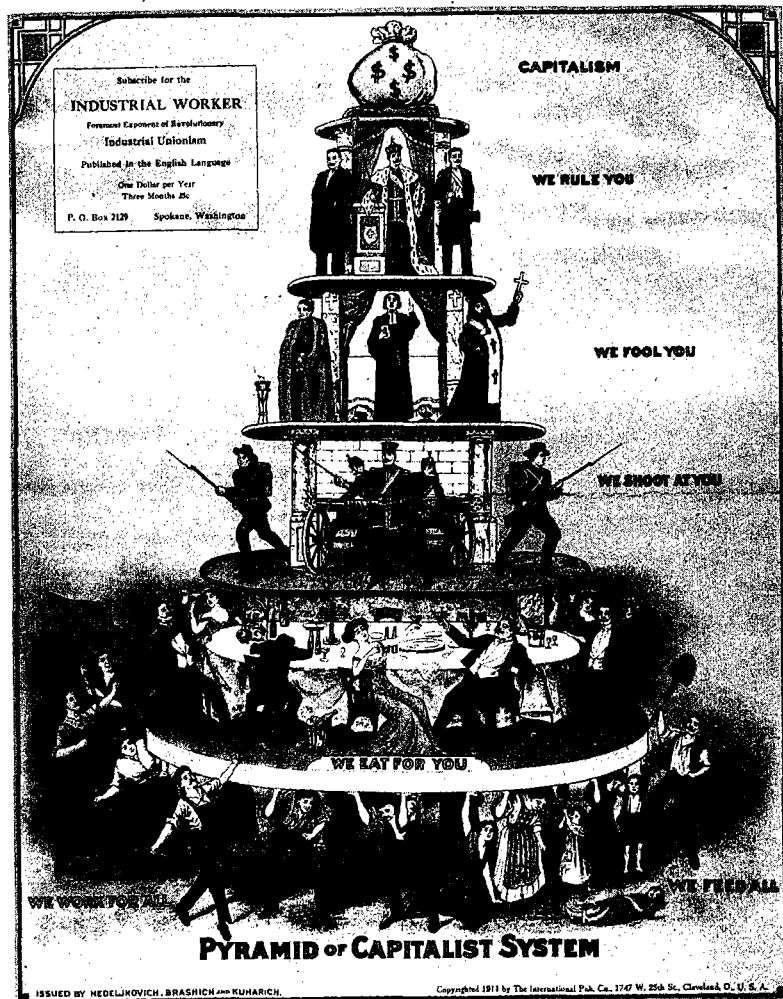 Subscribe for the
INDUSTRIAL WORKER
Foremost Exponent of Revolutionary
Industrial Unionism
Published in the English Language
One Dollar per Year
Three Months 25c
P. O. Box 2129 Spokane, Washington
CAPITALISM
WE RULE YOU
WE FOOL YOU
WE SHOOT AT YOU
WE EAT FOR YOU
WE WORK FOR ALL
WE FEED ALL
PYRAMID OF CAPITALIST SYSTEM
ISSUED BY NEDELJKOVICH, BRASHICH AND KUHARICH.
Copyrighted 1911 by The International Pub. Co., 1747 W. 25th St., Cleveland, O., U. S. A.